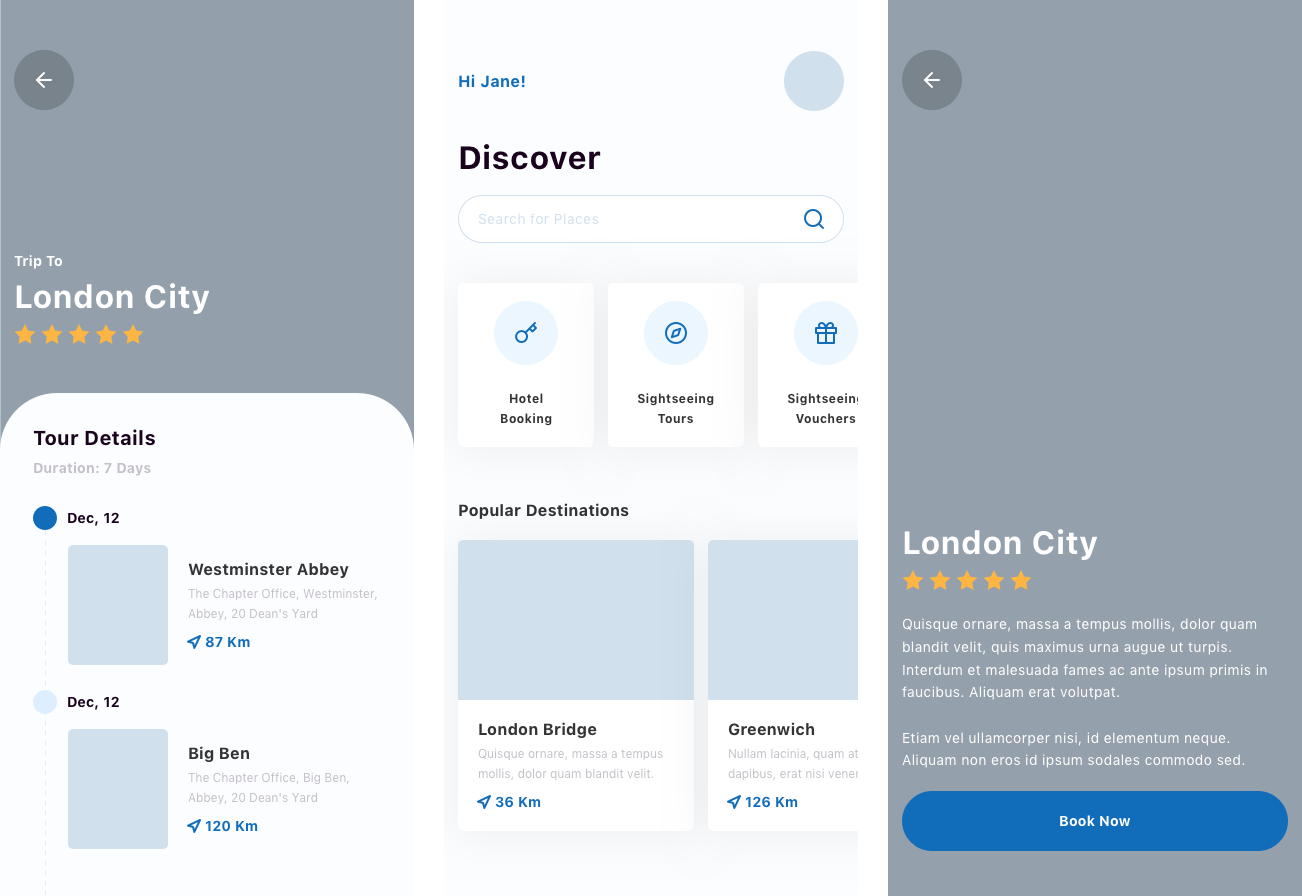 Trip To
London City
Tour Details
Duration: 7 Days
Dec, 12
Westminster Abbey
The Chapter Office, Westminster,
Abbey, 20 Dean's Yard
87 Km
Dec, 12
Big Ben
The Chapter Office, Big Ben,
Abbey, 20 Dean's Yard
120 Km
Hi Jane!
Discover
Search for Places
Hotel
Booking
Sightseeing
Tours
Sightseeing
Vouchers
Popular Destinations
London Bridge
Quisque ornare, massa a tempus
mollis, dolor quam blandit velit.
36 Km
Greenwich
Nullam lacinia, quam at
dapibus, erat nisi
126 Km
London City
Quisque ornare, massa a tempus mollis, dolor quam
blandit velit, quis maximus urna augue ut turpis.
Interdum et malesuada fames ac ante ipsum primis in
faucibus. Aliquam erat volutpat.
Etiam vel ullamcorper nisi, id elementum neque.
Aliquam non eros id ipsum sodales commodo sed.
Book Now